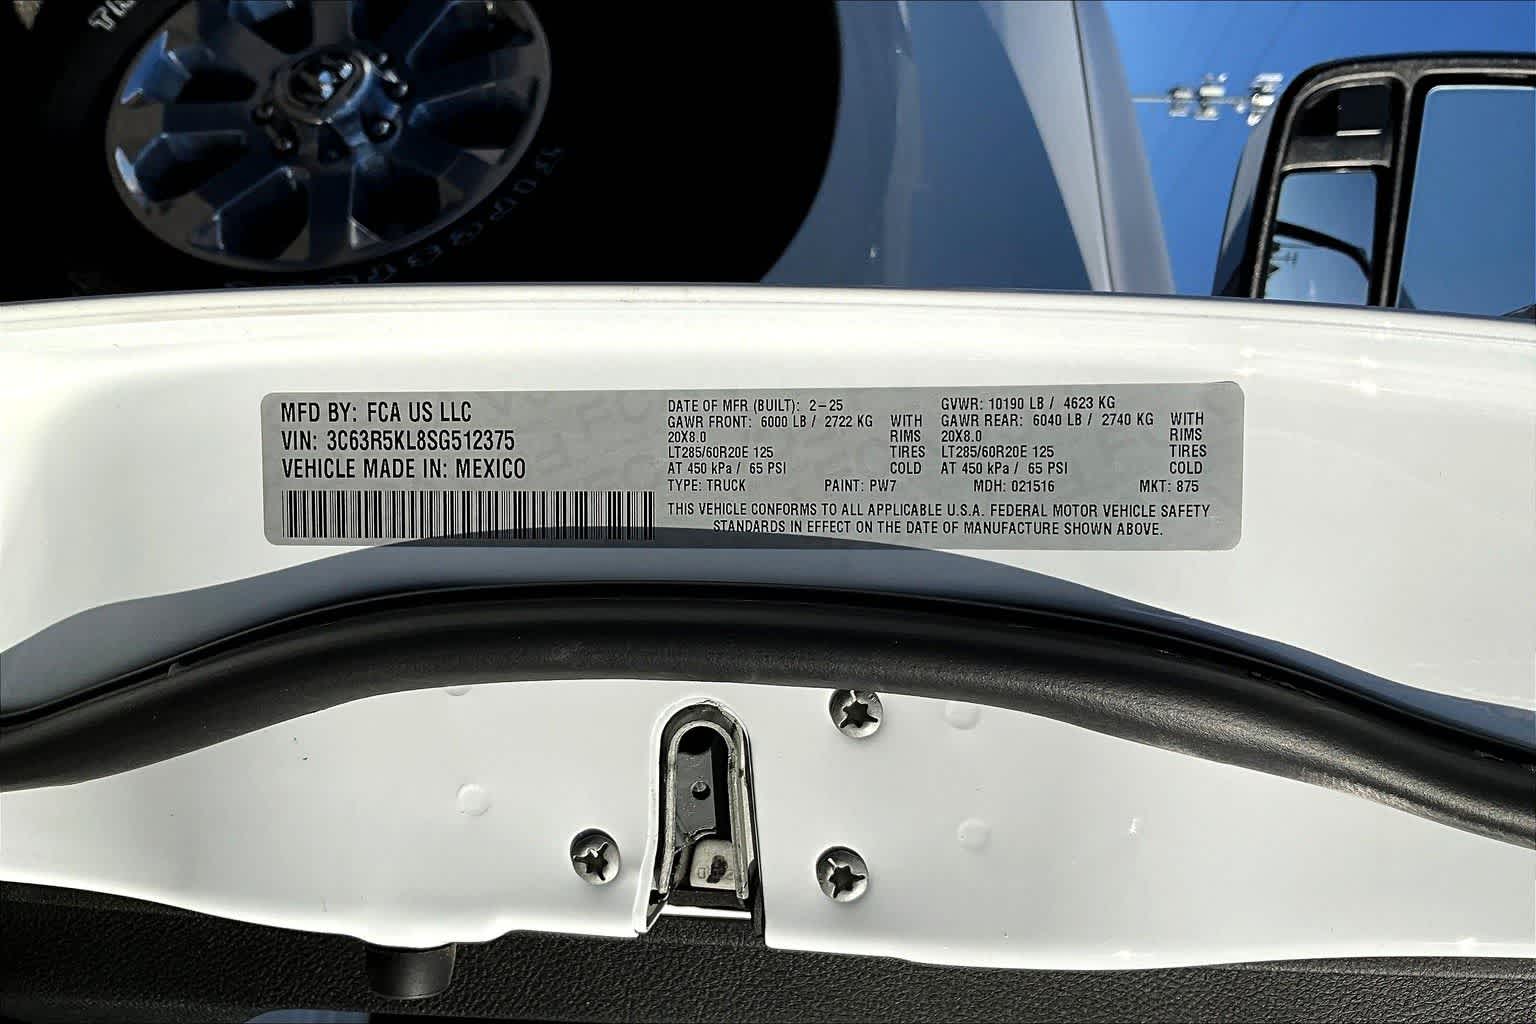 MFD BY: FCA US LLC
VIN: 3C63R5KL8SG512375
VEHICLE MADE IN: MEXICO
DATE OF MFR (BUILT): 2-25
GAWR FRONT: 6000 LB / 2722 KG WITH
20X8.0 RIMS
LT285/60R20E 125 TIRES
AT 450 kPa / 65 PSI COLD
GVWR: 10190 LB / 4623 KG
GAWR REAR: 6040 LB / 2740 KG WITH
20X8.0 RIMS
LT285/60R20E 125 TIRES
AT 450 kPa / 65 PSI COLD
TYPE: TRUCK PAINT: PW7 MDH: 021516 MKT: 875
THIS VEHICLE CONFORMS TO ALL APPLICABLE U.S.A. FEDERAL MOTOR VEHICLE SAFETY
STANDARDS IN EFFECT ON THE DATE OF MANUFACTURE SHOWN ABOVE.